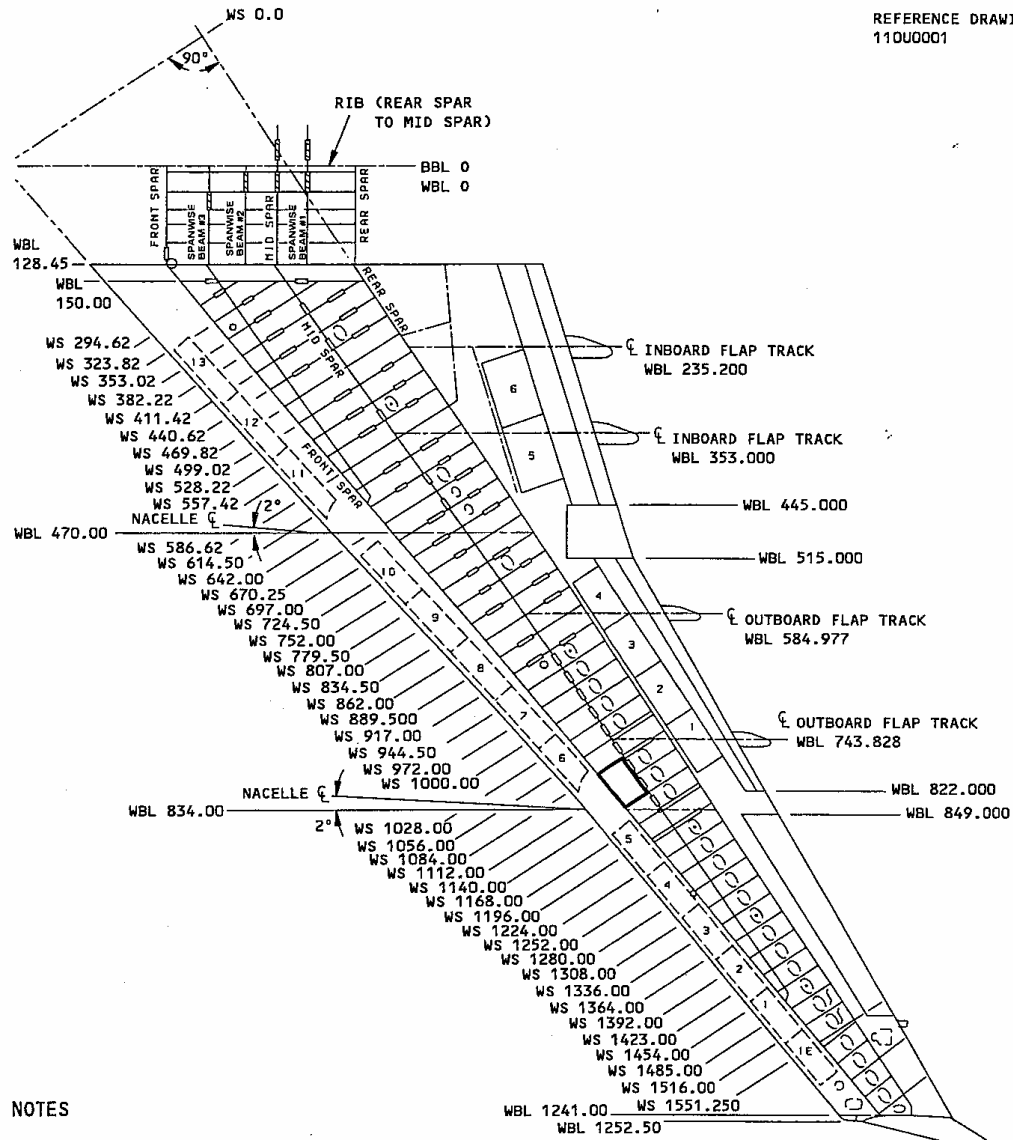 WS 0.0
REFERENCE DRAWI
110U0001
90°
RIB (REAR SPAR
TO MID SPAR)
BBL 0
WBL 0
FRONT SPAR
SPANWISE
BEAM #3
SPANWISE
BEAM #2
MID SPAR
SPANWISE
BEAM #1
REAR SPAR
WBL
128.45
WBL
150.00
REAR SPAR
MID SPAR
FRONT SPAR
WS 294.62
WS 323.82
WS 353.02
WS 382.22
WS 411.42
WS 440.62
WS 469.82
WS 499.02
WS 528.22
WS 557.42
13
12
11
6
5
℄ INBOARD FLAP TRACK
WBL 235.200
℄ INBOARD FLAP TRACK
WBL 353.000
WBL 445.000
WBL 515.000
NACELLE ℄
2°
WBL 470.00
WS 586.62
WS 614.50
WS 642.00
WS 670.25
WS 697.00
WS 724.50
WS 752.00
WS 779.50
WS 807.00
WS 834.50
WS 862.00
WS 889.500
WS 917.00
WS 944.50
WS 972.00
WS 1000.00
10
9
8
7
6
4
3
2
1
℄ OUTBOARD FLAP TRACK
WBL 584.977
℄ OUTBOARD FLAP TRACK
WBL 743.828
WBL 822.000
WBL 849.000
NACELLE ℄
WBL 834.00
2°
WS 1028.00
WS 1056.00
WS 1084.00
WS 1112.00
WS 1140.00
WS 1168.00
WS 1196.00
WS 1224.00
WS 1252.00
WS 1280.00
WS 1308.00
WS 1336.00
WS 1364.00
WS 1392.00
WS 1423.00
WS 1454.00
WS 1485.00
WS 1516.00
WS 1551.250
5
4
3
2
1
1E
WBL 1241.00
WBL 1252.50
NOTES